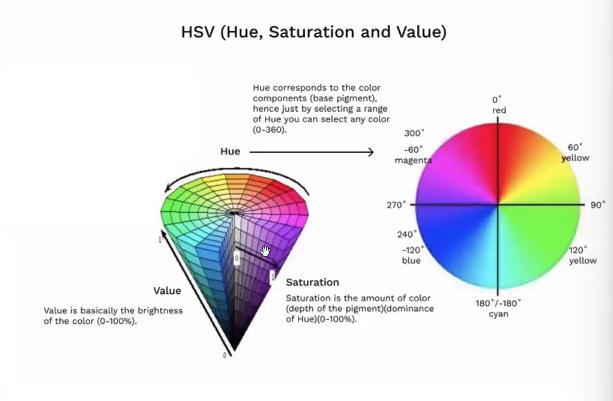 HSV (Hue, Saturation and Value)
Hue corresponds to the color
components (base pigment),
hence just by selecting a range
of Hue you can select any color
(0-360).
Hue
0°
red
300°
-60°
magenta
60°
yellow
270°
90°
240°
-120°
blue
120°
yellow
180°/-180°
cyan
1
0
1
Value
Value is basically the brightness
of the color (0-100%).
Saturation
Saturation is the amount of color
(depth of the pigment)(dominance
of Hue)(0-100%).
0